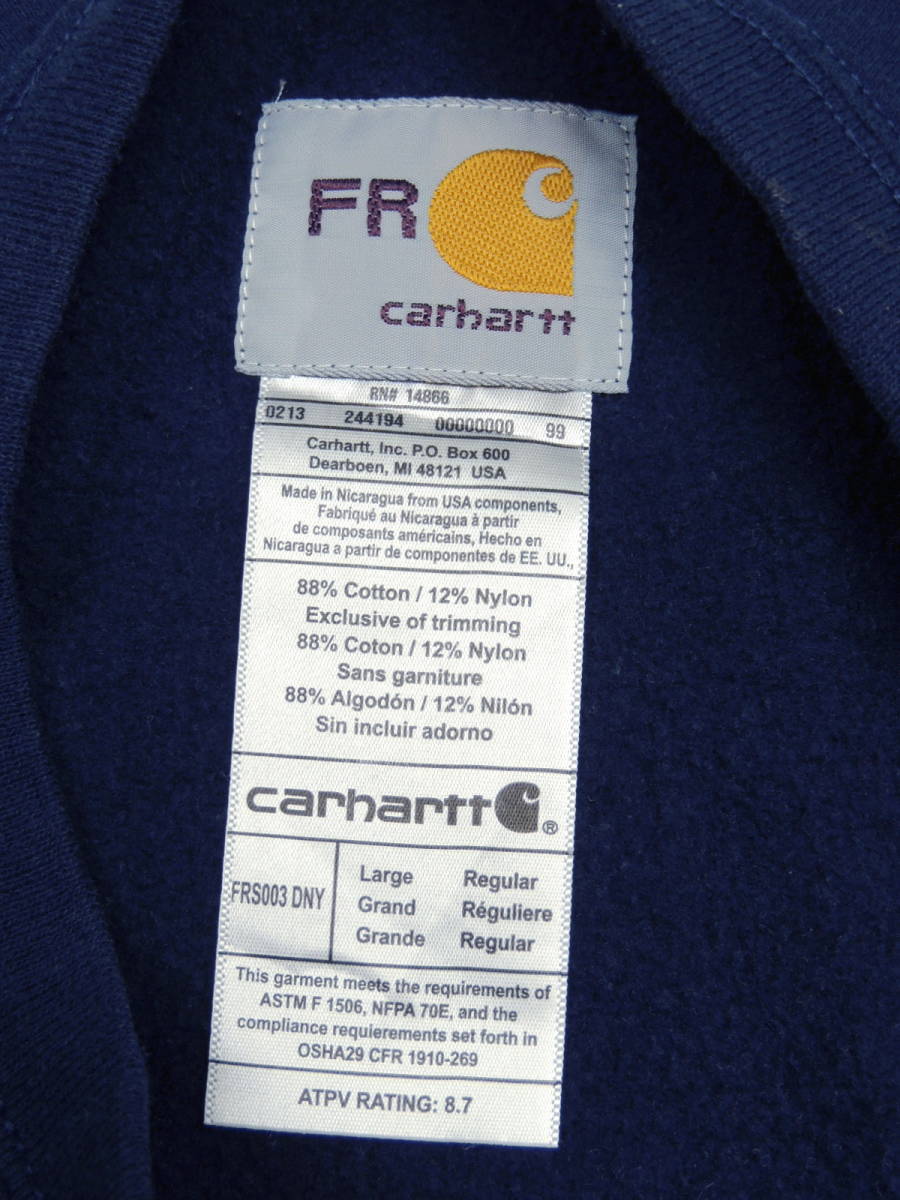 FR
carhartt
RN# 14866
0213 244194 00000000 99
Carhartt, Inc. P.O. Box 600
Dearboen, MI 48121 USA
Made in Nicaragua from USA components,
Fabriqué au Nicaragua à partir
de composants américains, Hecho en
Nicaragua a partir de componentes de EE. UU.,
88% Cotton / 12% Nylon
Exclusive of trimming
88% Coton / 12% Nylon
Sans garniture
88% Algodón / 12% Nilón
Sin incluir adorno
carhartt ®
FRS003 DNY
Large Regular
Grand Réguliere
Grande Regular
This garment meets the requirements of
ASTM F 1506, NFPA 70E, and the
compliance requierements set forth in
OSHA29 CFR 1910-269
ATPV RATING: 8.7